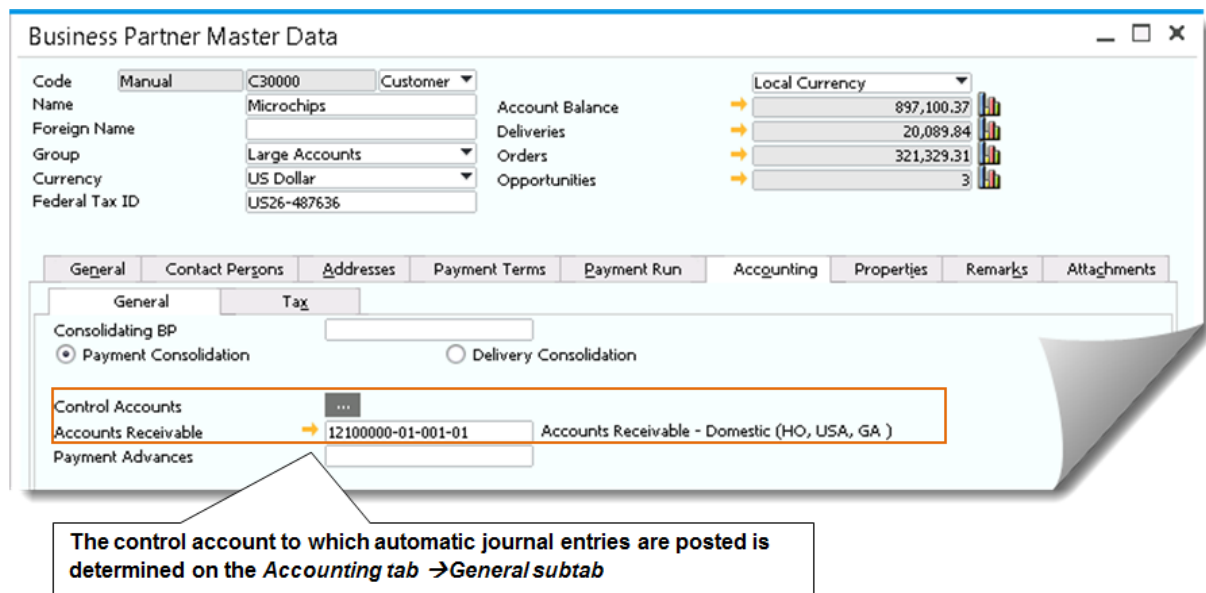 Business Partner Master Data
Code Manual C30000 Customer Local Currency
Name Microchips Account Balance 897,100.37
Foreign Name Deliveries 20,089.84
Group Large Accounts Orders 321,329.31
Currency US Dollar Opportunities 3
Federal Tax ID US26-487636
General Contact Persons Addresses Payment Terms Payment Run Accounting Properties Remarks Attachments
General Tax
Consolidating BP
Payment Consolidation Delivery Consolidation
Control Accounts ...
Accounts Receivable 12100000-01-001-01 Accounts Receivable - Domestic (HO, USA, GA )
Payment Advances
The control account to which automatic journal entries are posted is
determined on the Accounting tab →General subtab